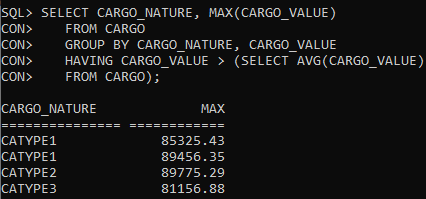 SQL> SELECT CARGO_NATURE, MAX(CARGO_VALUE)
CON>    FROM CARGO
CON>    GROUP BY CARGO_NATURE, CARGO_VALUE
CON>    HAVING CARGO_VALUE > (SELECT AVG(CARGO_VALUE)
CON>    FROM CARGO);
CARGO_NATURE             MAX
=============== ============
CATYPE1             85325.43
CATYPE1             89456.35
CATYPE2             89775.29
CATYPE3             81156.88